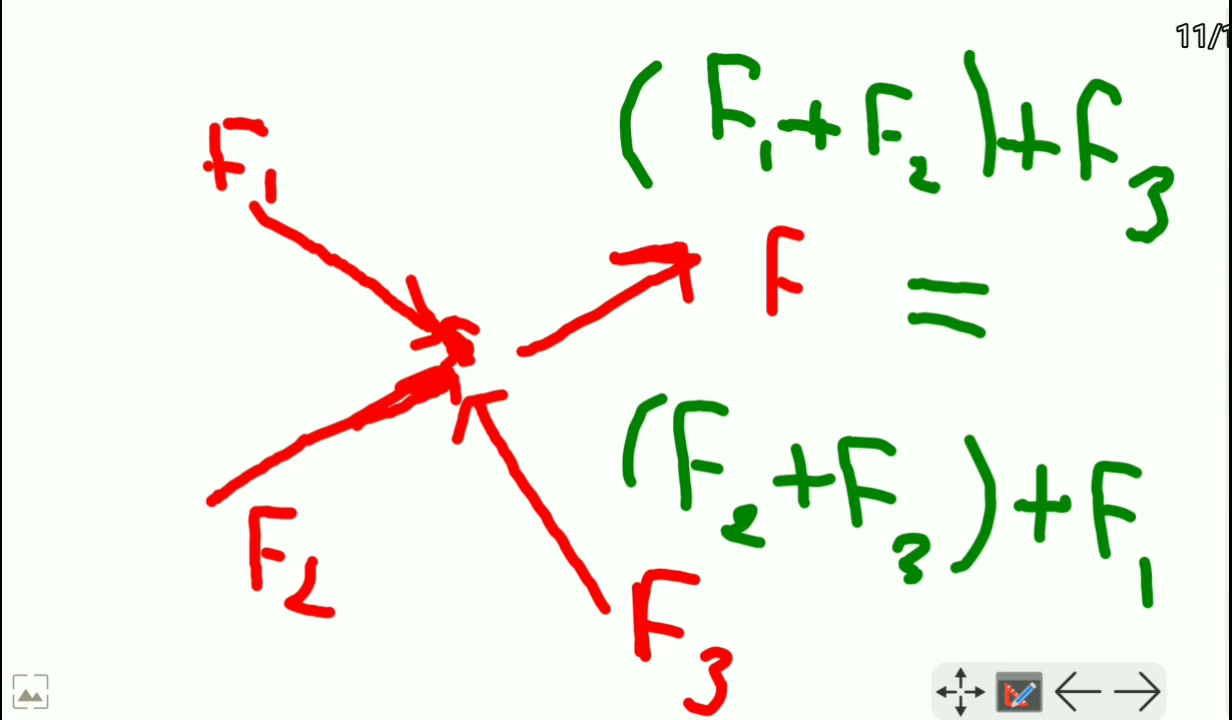 11/1
(F₁+F₂)+F₃
F₁
F
=
(F₂+F₃)+F₁
F₂
F₃